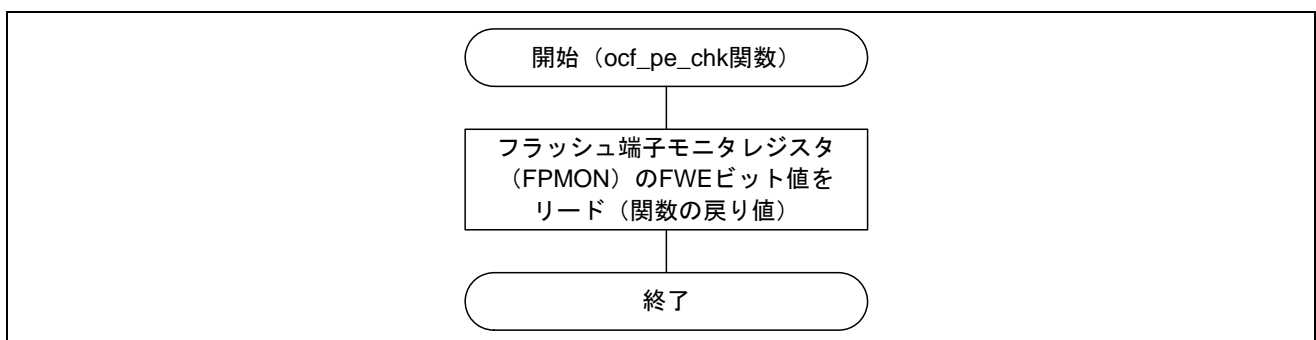 開始（ocf_pe_chk関数）
フラッシュ端子モニタレジスタ
（FPMON）のFWEビット値を
リード（関数の戻り値）
終了